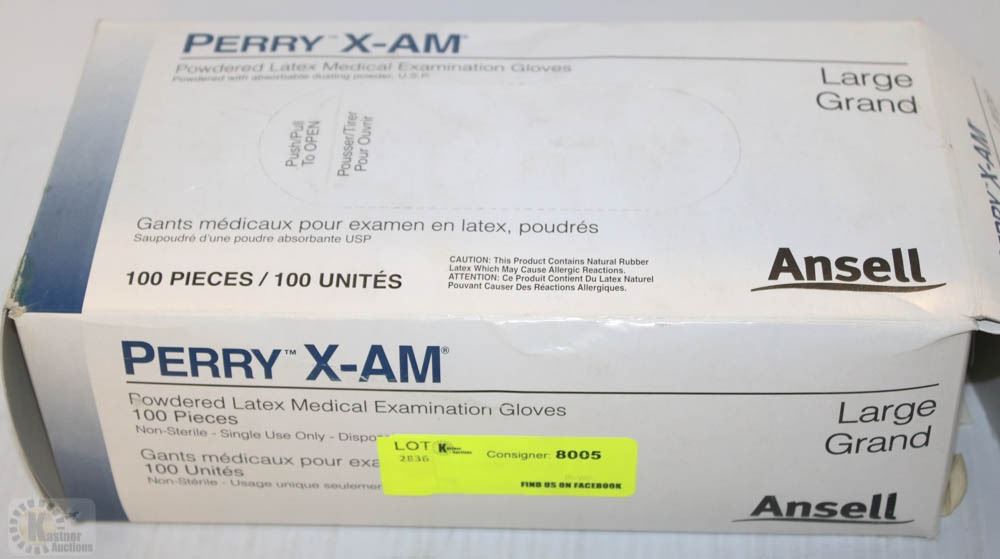 PERRY™ X-AM®
Powdered Latex Medical Examination Gloves
Powdered with absorbable dusting powder, U.S.P.
Large
Grand
Push/Pull
To OPEN
Pousser/Tirer
Pour Ouvrir
Gants médicaux pour examen en latex, poudrés
Saupoudré d'une poudre absorbante USP
100 PIECES / 100 UNITÉS
CAUTION: This Product Contains Natural Rubber
Latex Which May Cause Allergic Reactions.
ATTENTION: Ce Produit Contient Du Latex Naturel
Pouvant Causer Des Réactions Allergiques.
Ansell
PERRY™ X-AM®
Powdered Latex Medical Examination Gloves
100 Pieces
Non-Sterile - Single Use Only - Dispo
Gants médicaux pour exa
100 Unités
Non-Stérile - Usage unique seulemen
Large
Grand
Ansell
LOT Kastner Auctions
2836
Consigner: 8005
FIND US ON FACEBOOK
PERRY X-AM
Kastner
Auctions